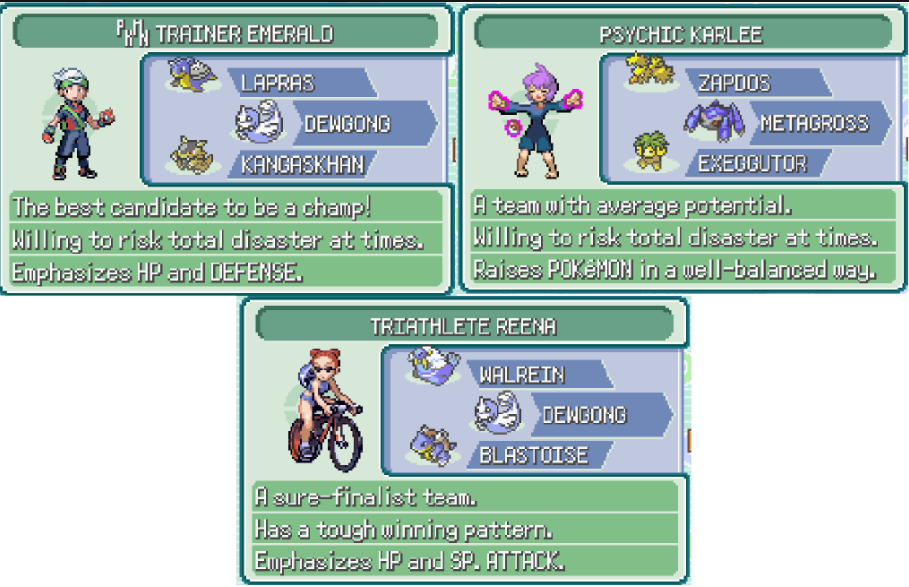 PKMN TRAINER EMERALD
LAPRAS
DEWGONG
KANGASKHAN
The best candidate to be a champ!
Willing to risk total disaster at times.
Emphasizes HP and DEFENSE.
PSYCHIC KARLEE
ZAPDOS
METAGROSS
EXEGGUTOR
A team with average potential.
Willing to risk total disaster at times.
Raises POKéMON in a well-balanced way.
TRIATHLETE REENA
WALREIN
DEWGONG
BLASTOISE
A sure-finalist team.
Has a tough winning pattern.
Emphasizes HP and SP. ATTACK.